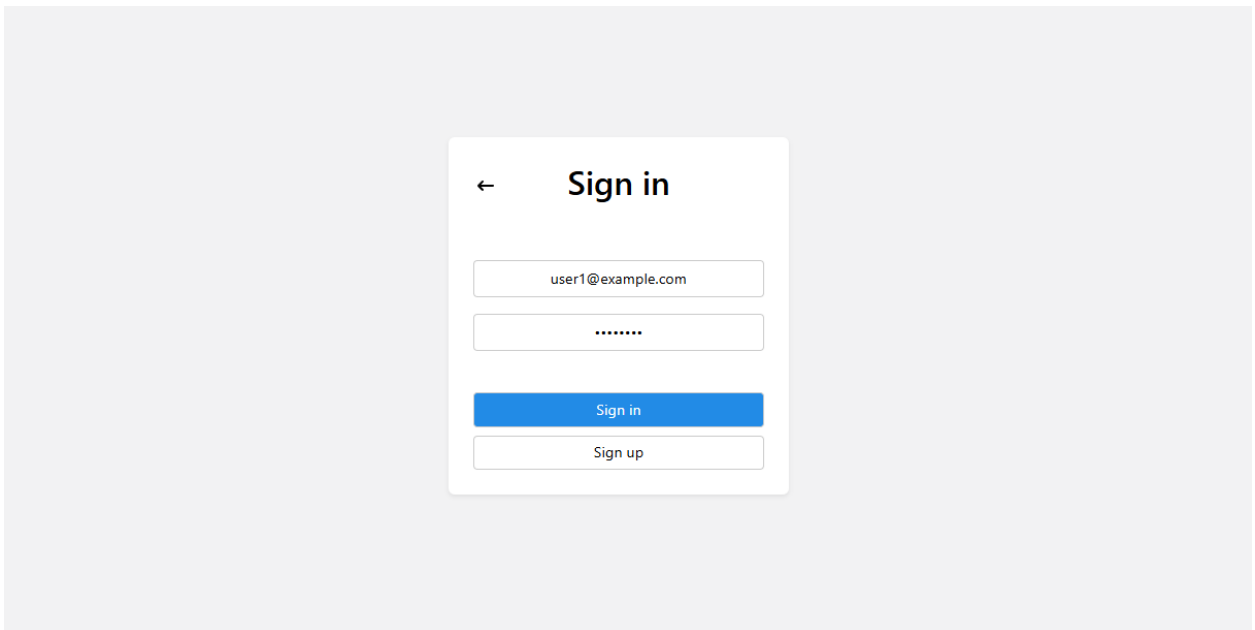 ← Sign in
user1@example.com
••••••••
Sign in
Sign up